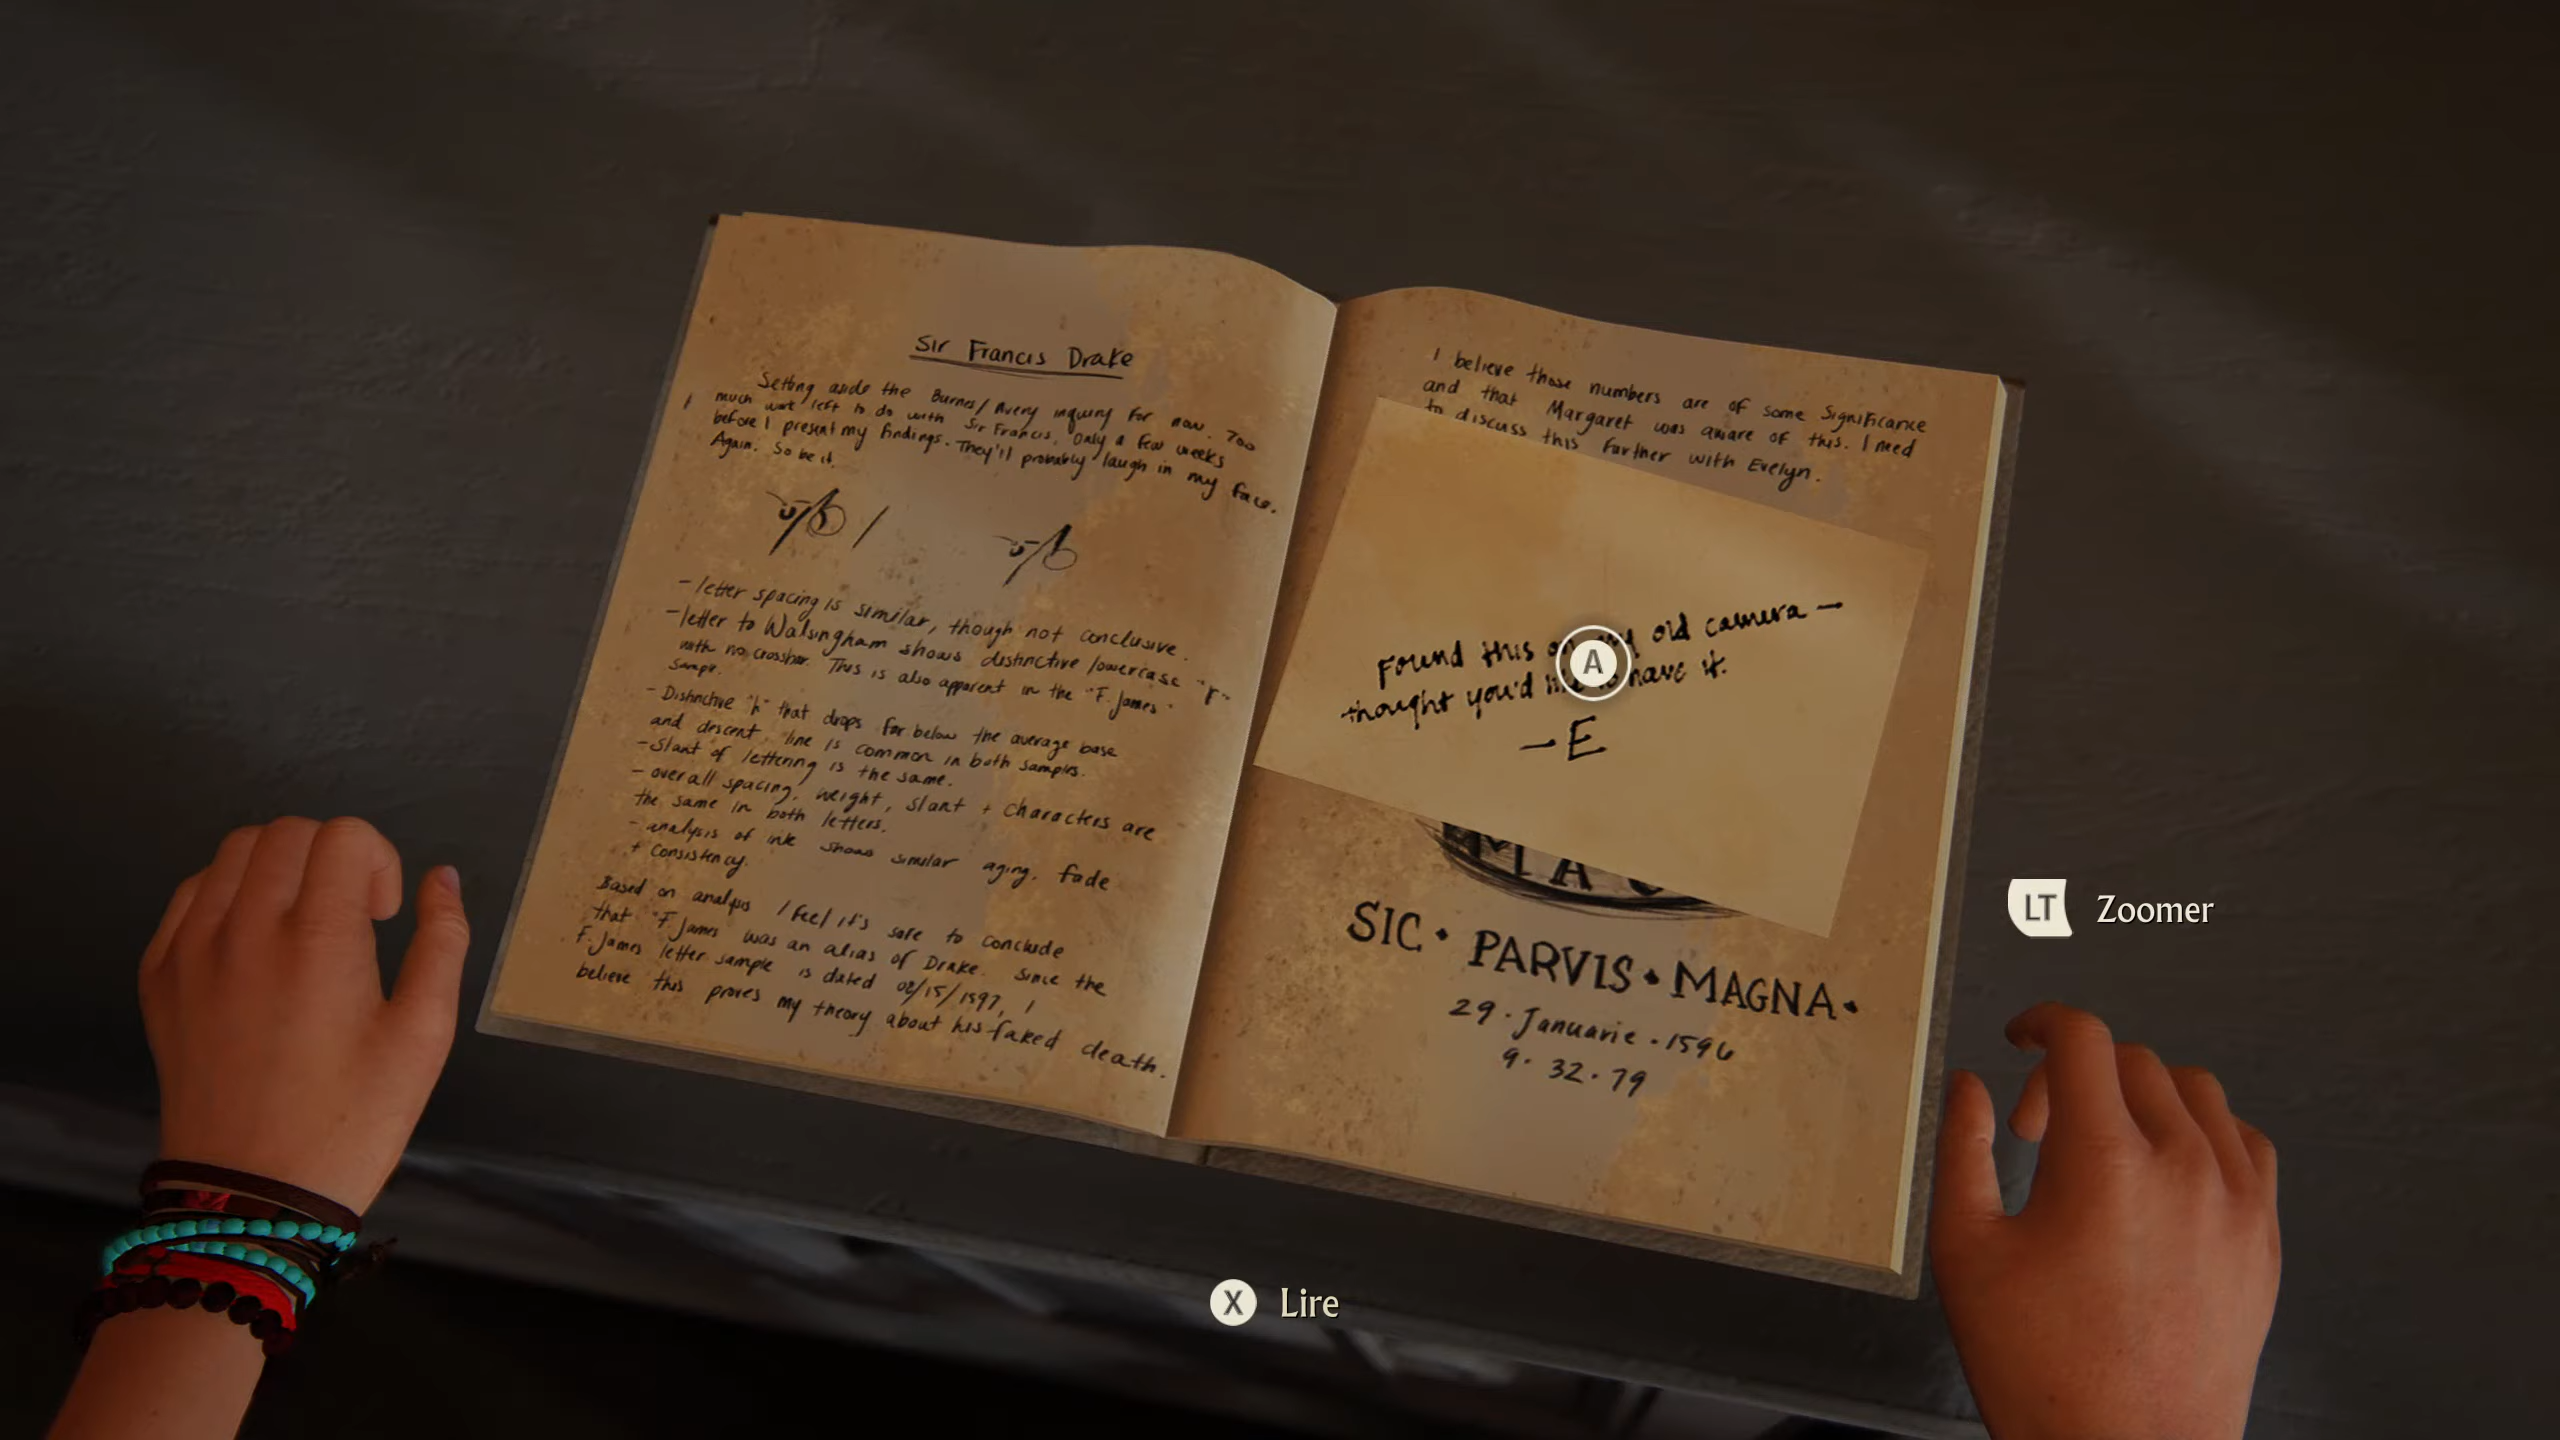 Sir Francis Drake
Setting aside the Burnes/Avery inquiry for now. Too
much work left to do with Sir Francis. Only a few weeks
before I present my findings. They'll probably laugh in my face.
Again. So be it.
- letter spacing is similar, though not conclusive.
- letter to Walsingham shows distinctive lowercase "r"
with no crossbar. This is also apparent in the "F. James"
sample.
- Distinctive "h" that drops far below the average base
and descent line is common in both samples.
- Slant of lettering is the same.
- overall spacing, weight, slant + characters are
the same in both letters.
- analysis of ink shows similar aging, fade
+ consistency.
Based on analysis I feel it's safe to conclude
that "F. James" was an alias of Drake. Since the
F. James letter sample is dated 02/15/1597, I
believe this proves my theory about his faked death.
I believe those numbers are of some significance
and that Margaret was aware of this. I need
to discuss this further with Evelyn.
Found this on my old camera —
thought you'd like to have it.
— E
MAG
SIC • PARVIS • MAGNA •
29 • Januarie • 1596
9 • 32 • 79
LT Zoomer
X Lire
A